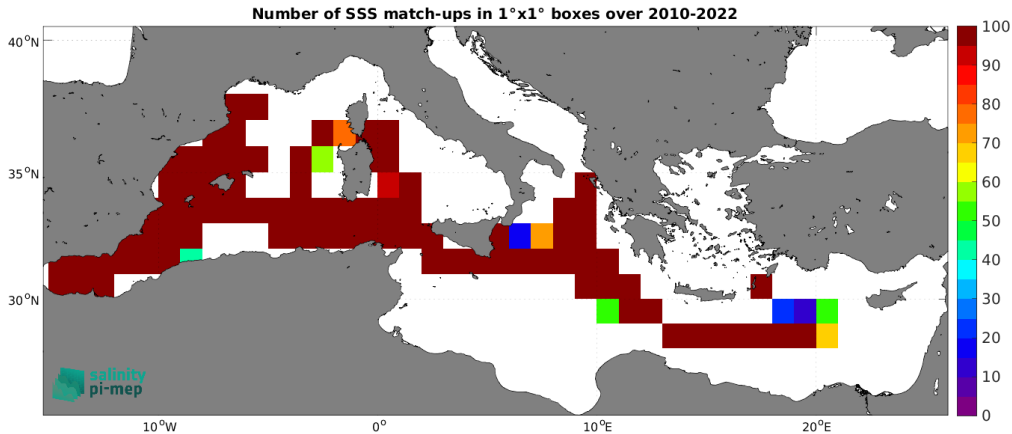 Number of SSS match-ups in 1°x1° boxes over 2010-2022
40°N
35°N
30°N
10°W
0°
10°E
20°E
100
90
80
70
60
50
40
30
20
10
0
salinity
pi-mep